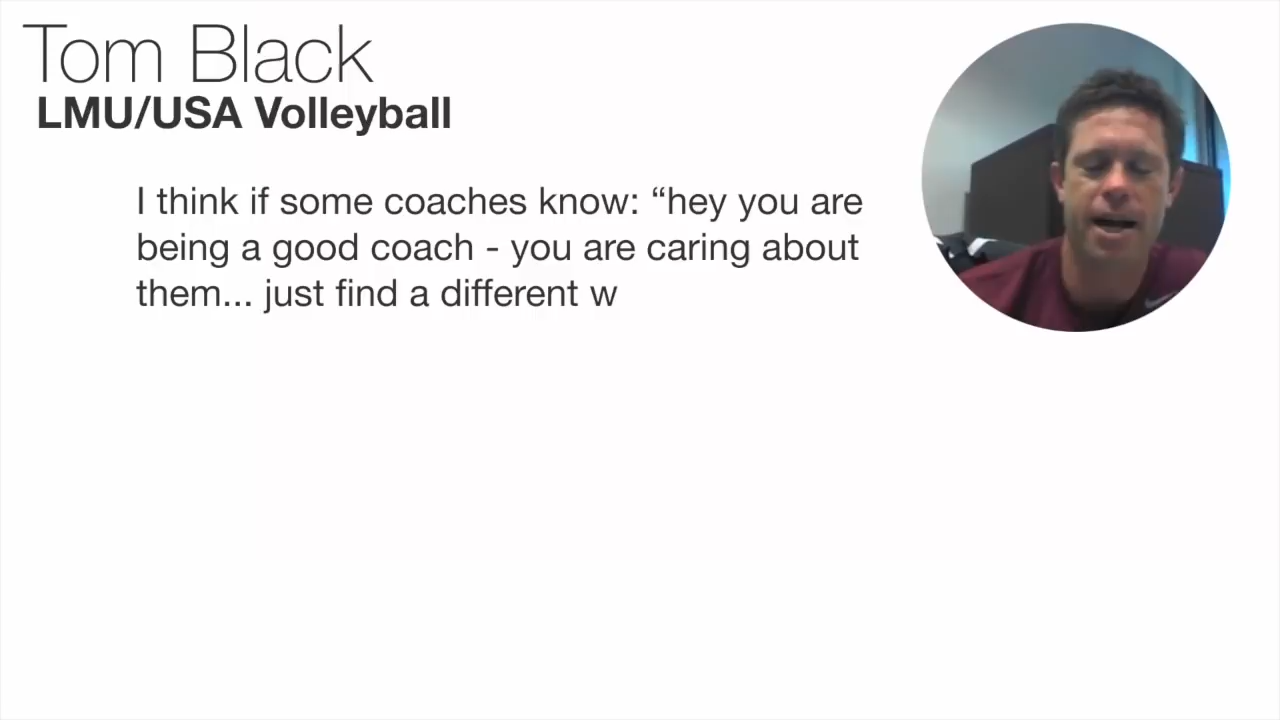 Tom Black
LMU/USA Volleyball
I think if some coaches know: “hey you are
being a good coach - you are caring about
them... just find a different w